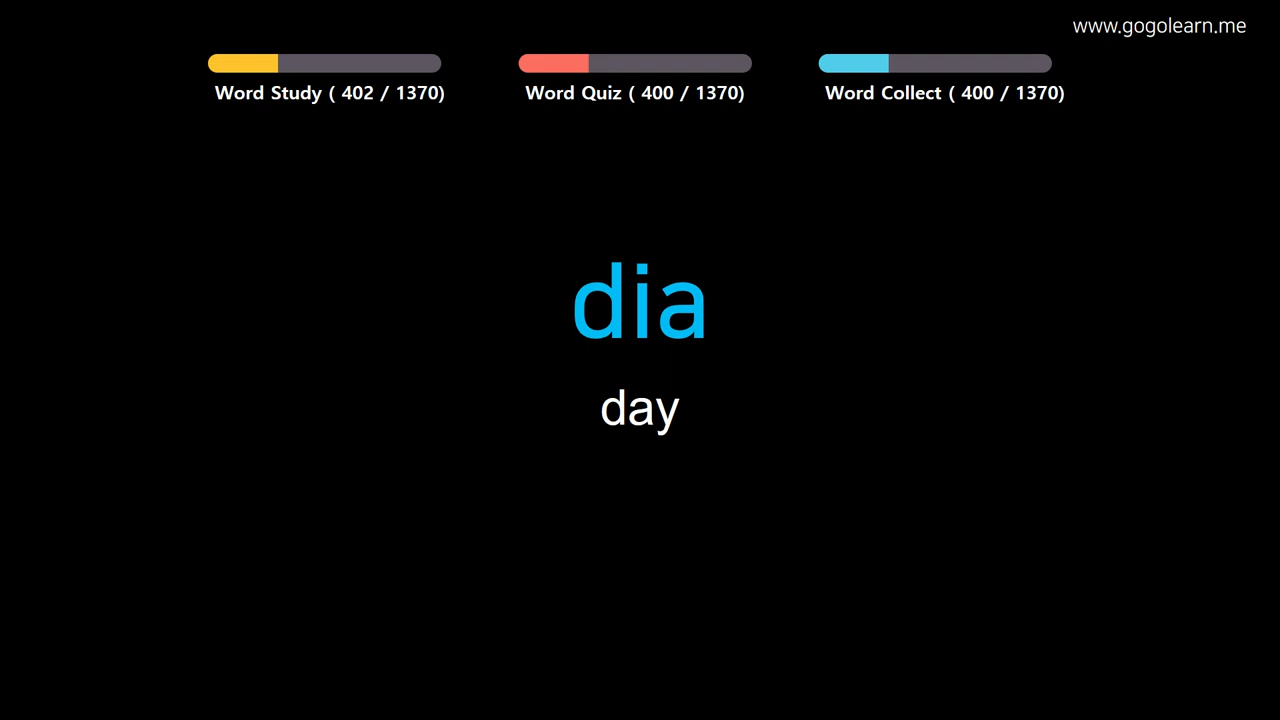 www.gogolearn.me
Word Study ( 402 / 1370)
Word Quiz ( 400 / 1370)
Word Collect ( 400 / 1370)
dia
day